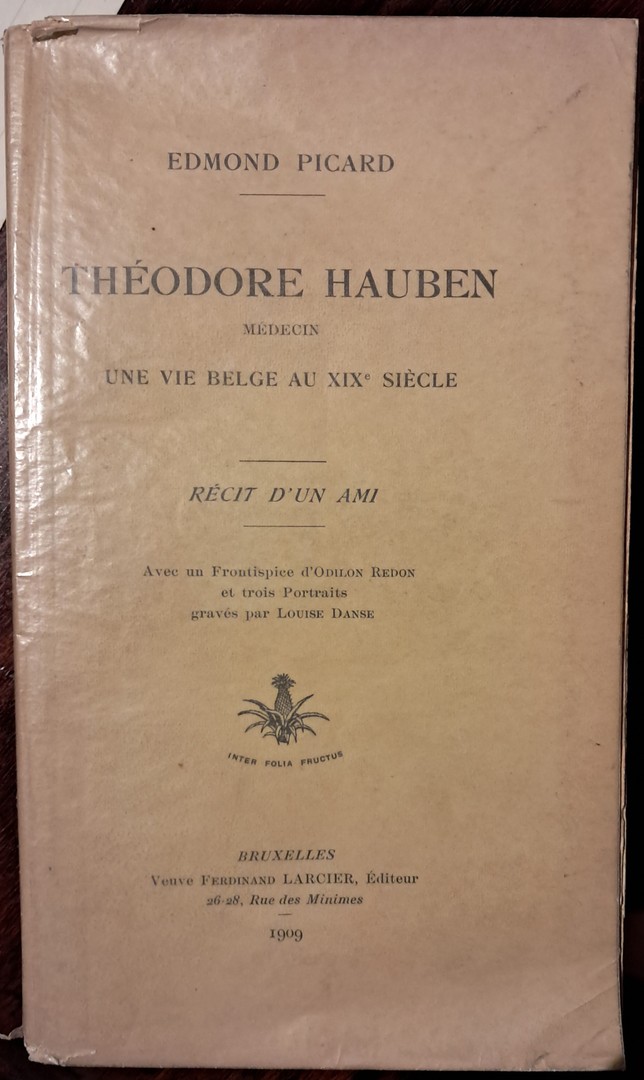 EDMOND PICARD
THÉODORE HAUBEN
MÉDECIN
UNE VIE BELGE AU XIXᵉ SIÈCLE
RÉCIT D'UN AMI
Avec un Frontispice d'ODILON REDON
et trois Portraits
gravés par LOUISE DANSE
INTER FOLIA FRUCTUS
BRUXELLES
Veuve FERDINAND LARCIER, Éditeur
26-28, Rue des Minimes
1909